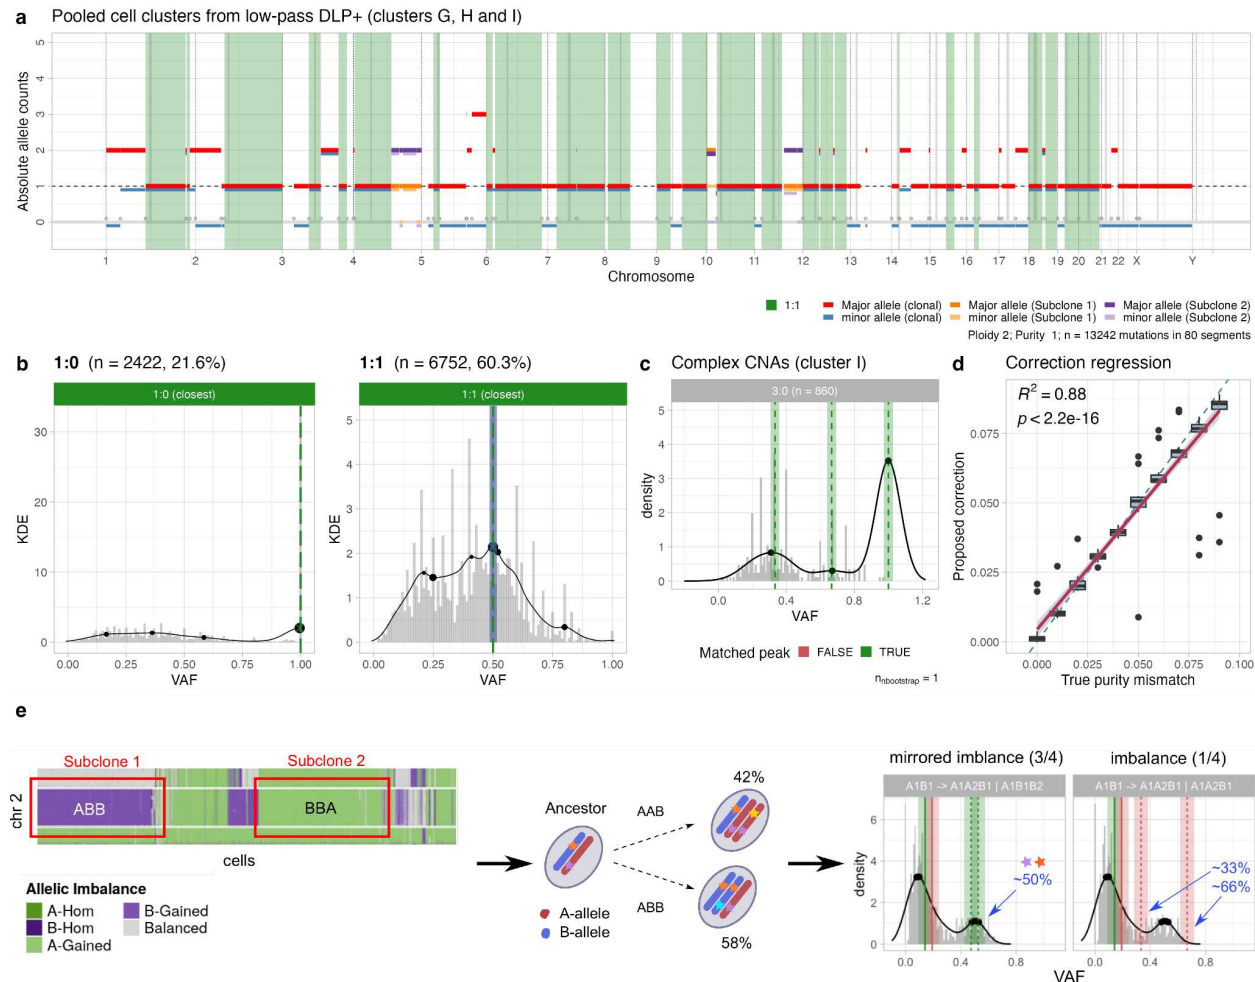 a Pooled cell clusters from low-pass DLP+ (clusters G, H and I)
Absolute allele counts
5
4
3
2
1
0
1 2 3 4 5 6 7 8 9 10 11 12 13 14 15 16 17 18 19 20 21 22 X Y
Chromosome
1:1
Major allele (clonal) Major allele (Subclone 1) Major allele (Subclone 2)
minor allele (clonal) minor allele (Subclone 1) minor allele (Subclone 2)
Ploidy 2; Purity 1; n = 13242 mutations in 80 segments
b 1:0 (n = 2422, 21.6%)
1:0 (closest)
KDE
30
20
10
0
0.00 0.25 0.50 0.75 1.00
VAF
1:1 (n = 6752, 60.3%)
1:1 (closest)
KDE
5
4
3
2
1
0
0.00 0.25 0.50 0.75 1.00
VAF
c Complex CNAs (cluster I)
3:0 (n = 860)
density
5
4
3
2
1
0
0.0 0.4 0.8 1.2
VAF
Matched peak FALSE TRUE
n nbootstrap = 1
d Correction regression
R² = 0.88
p < 2.2e-16
Proposed correction
0.075
0.050
0.025
0.000
0.000 0.025 0.050 0.075 0.100
True purity mismatch
e
Subclone 1 Subclone 2
chr 2
ABB BBA
cells
Allelic Imbalance
A-Hom B-Gained
B-Hom Balanced
A-Gained
Ancestor
AAB
42%
ABB
58%
A-allele
B-allele
mirrored imblance (3/4)
A1B1 -> A1A2B1 | A1B1B2
density
6
4
2
0
~50%
0.0 0.4 0.8
imbalance (1/4)
A1B1 -> A1A2B1 | A1A2B1
~33%
~66%
0.0 0.4 0.8
VAF